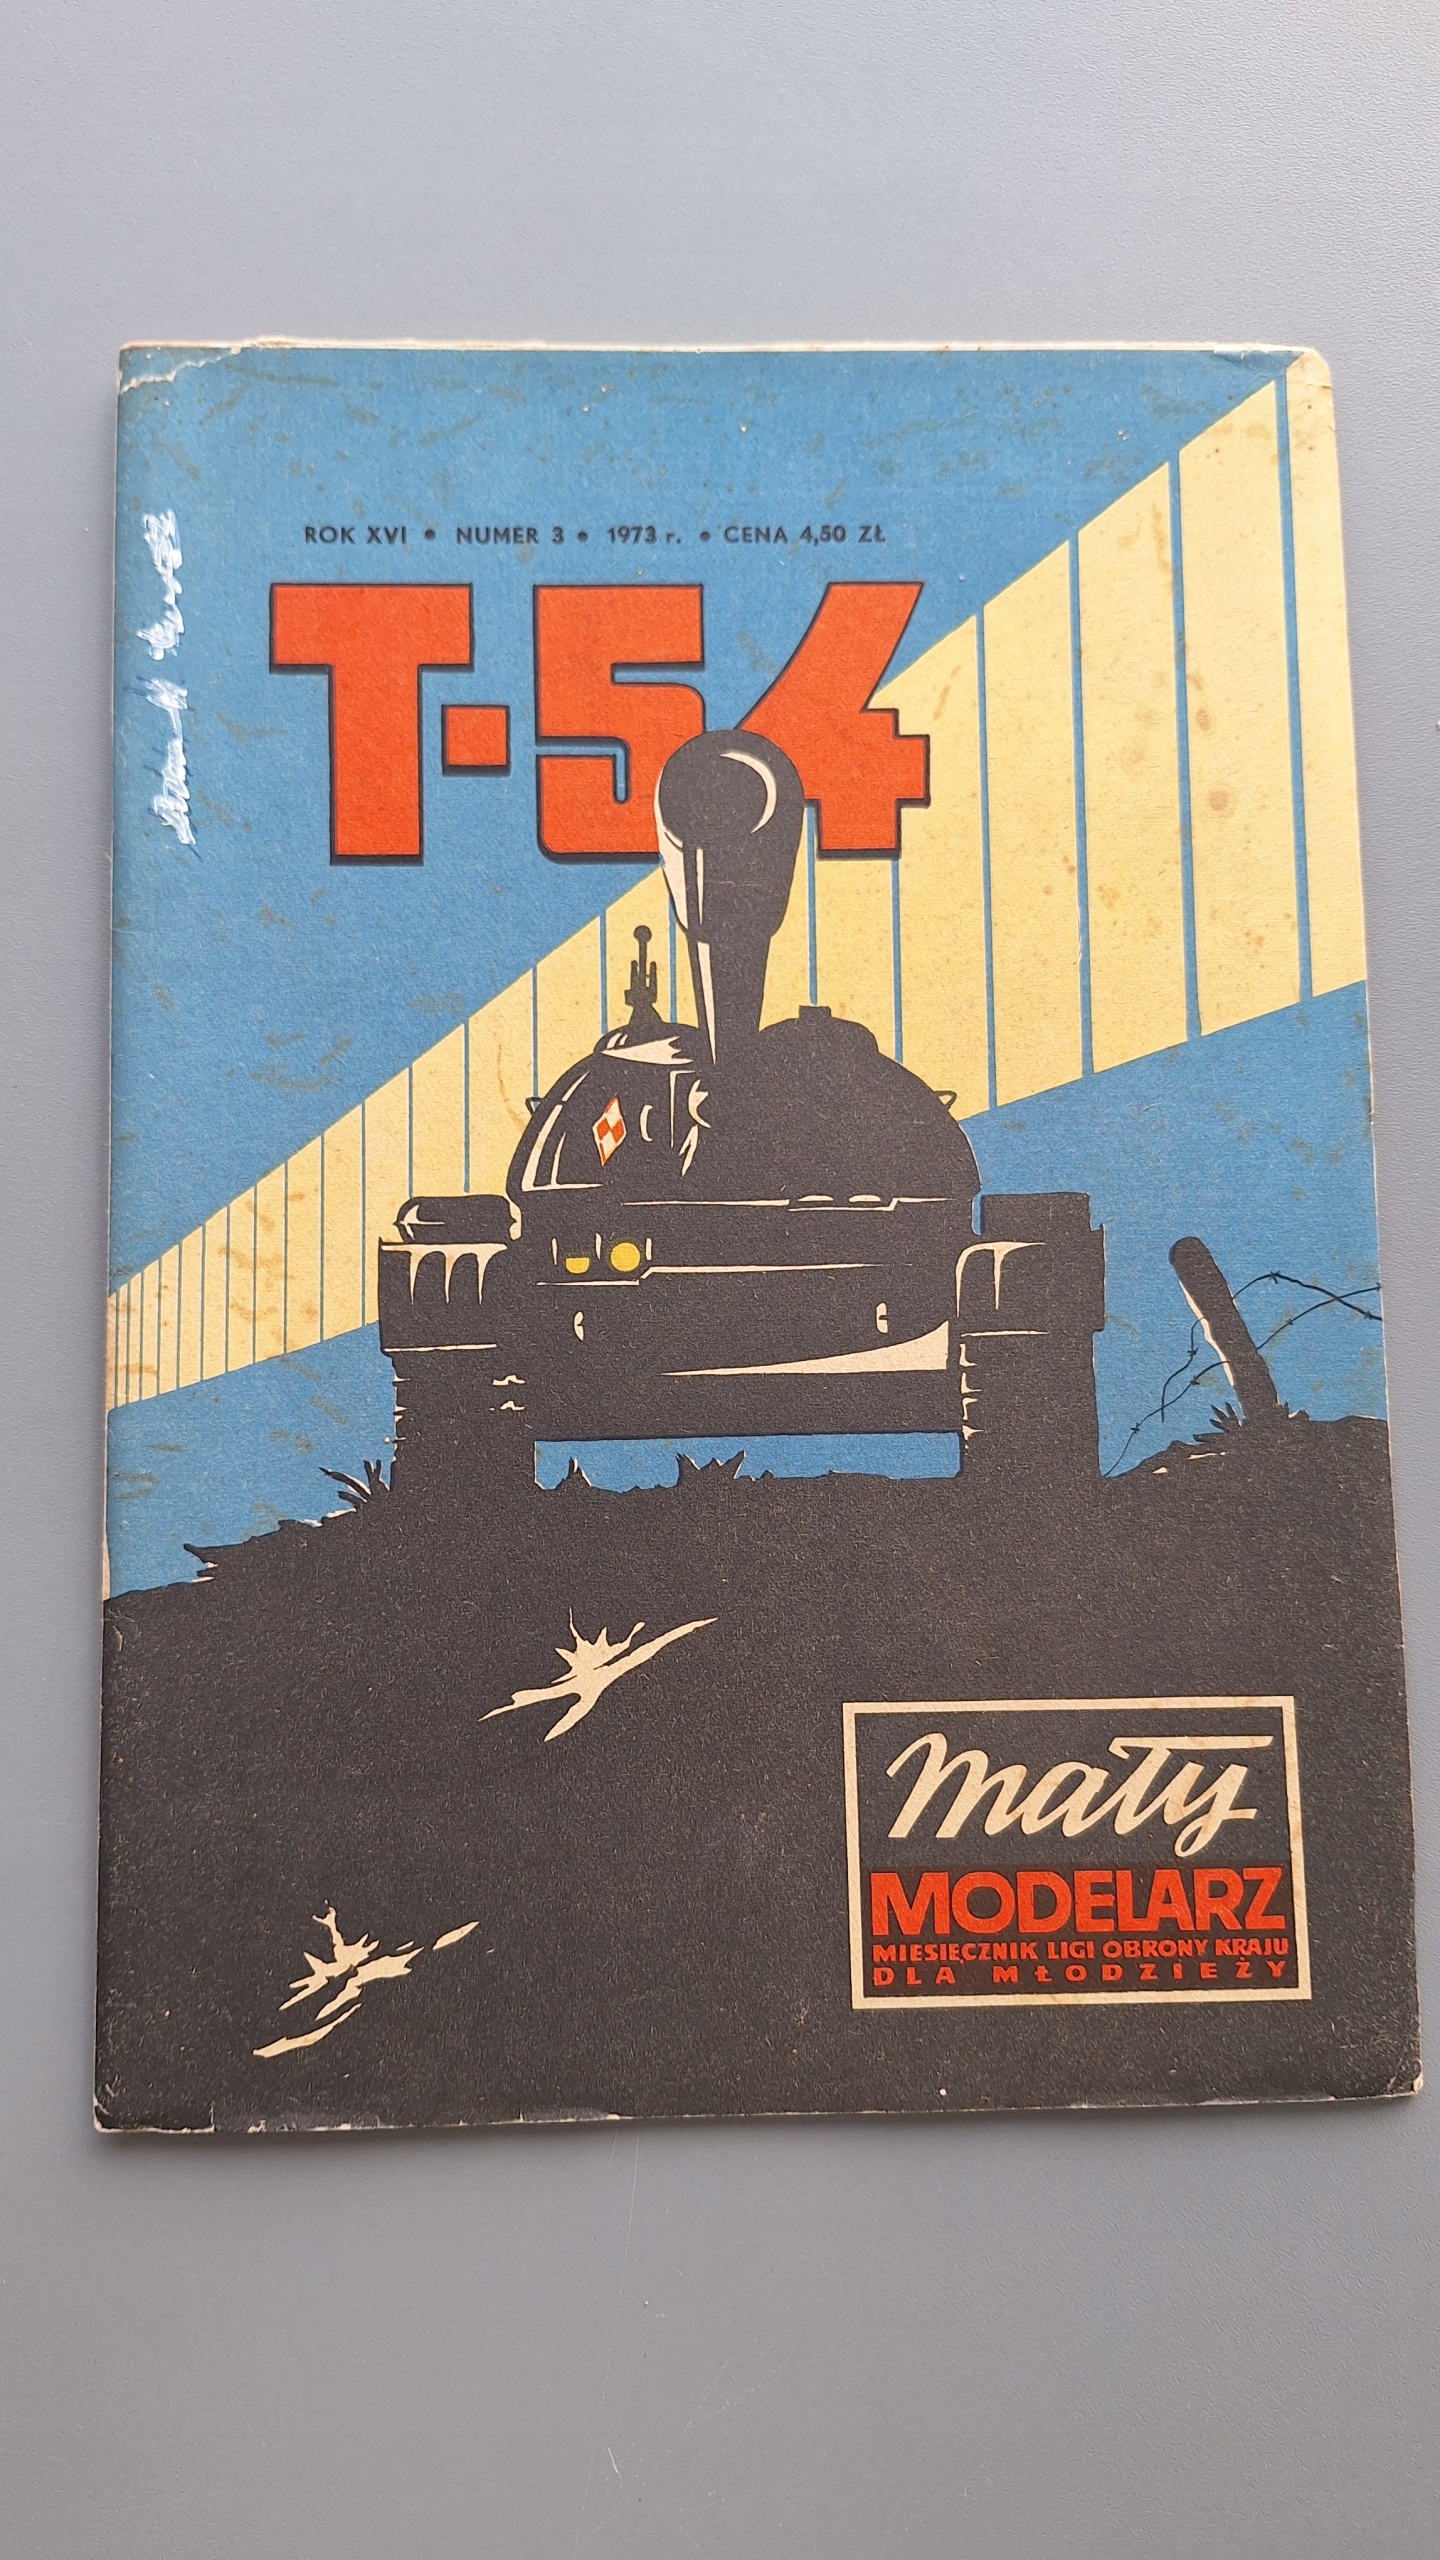 ROK XVI • NUMER 3 • 1973 r. • CENA 4,50 ZŁ
T-54
mały
MODELARZ
MIESIĘCZNIK LIGI OBRONY KRAJU
DLA MŁODZIEŻY